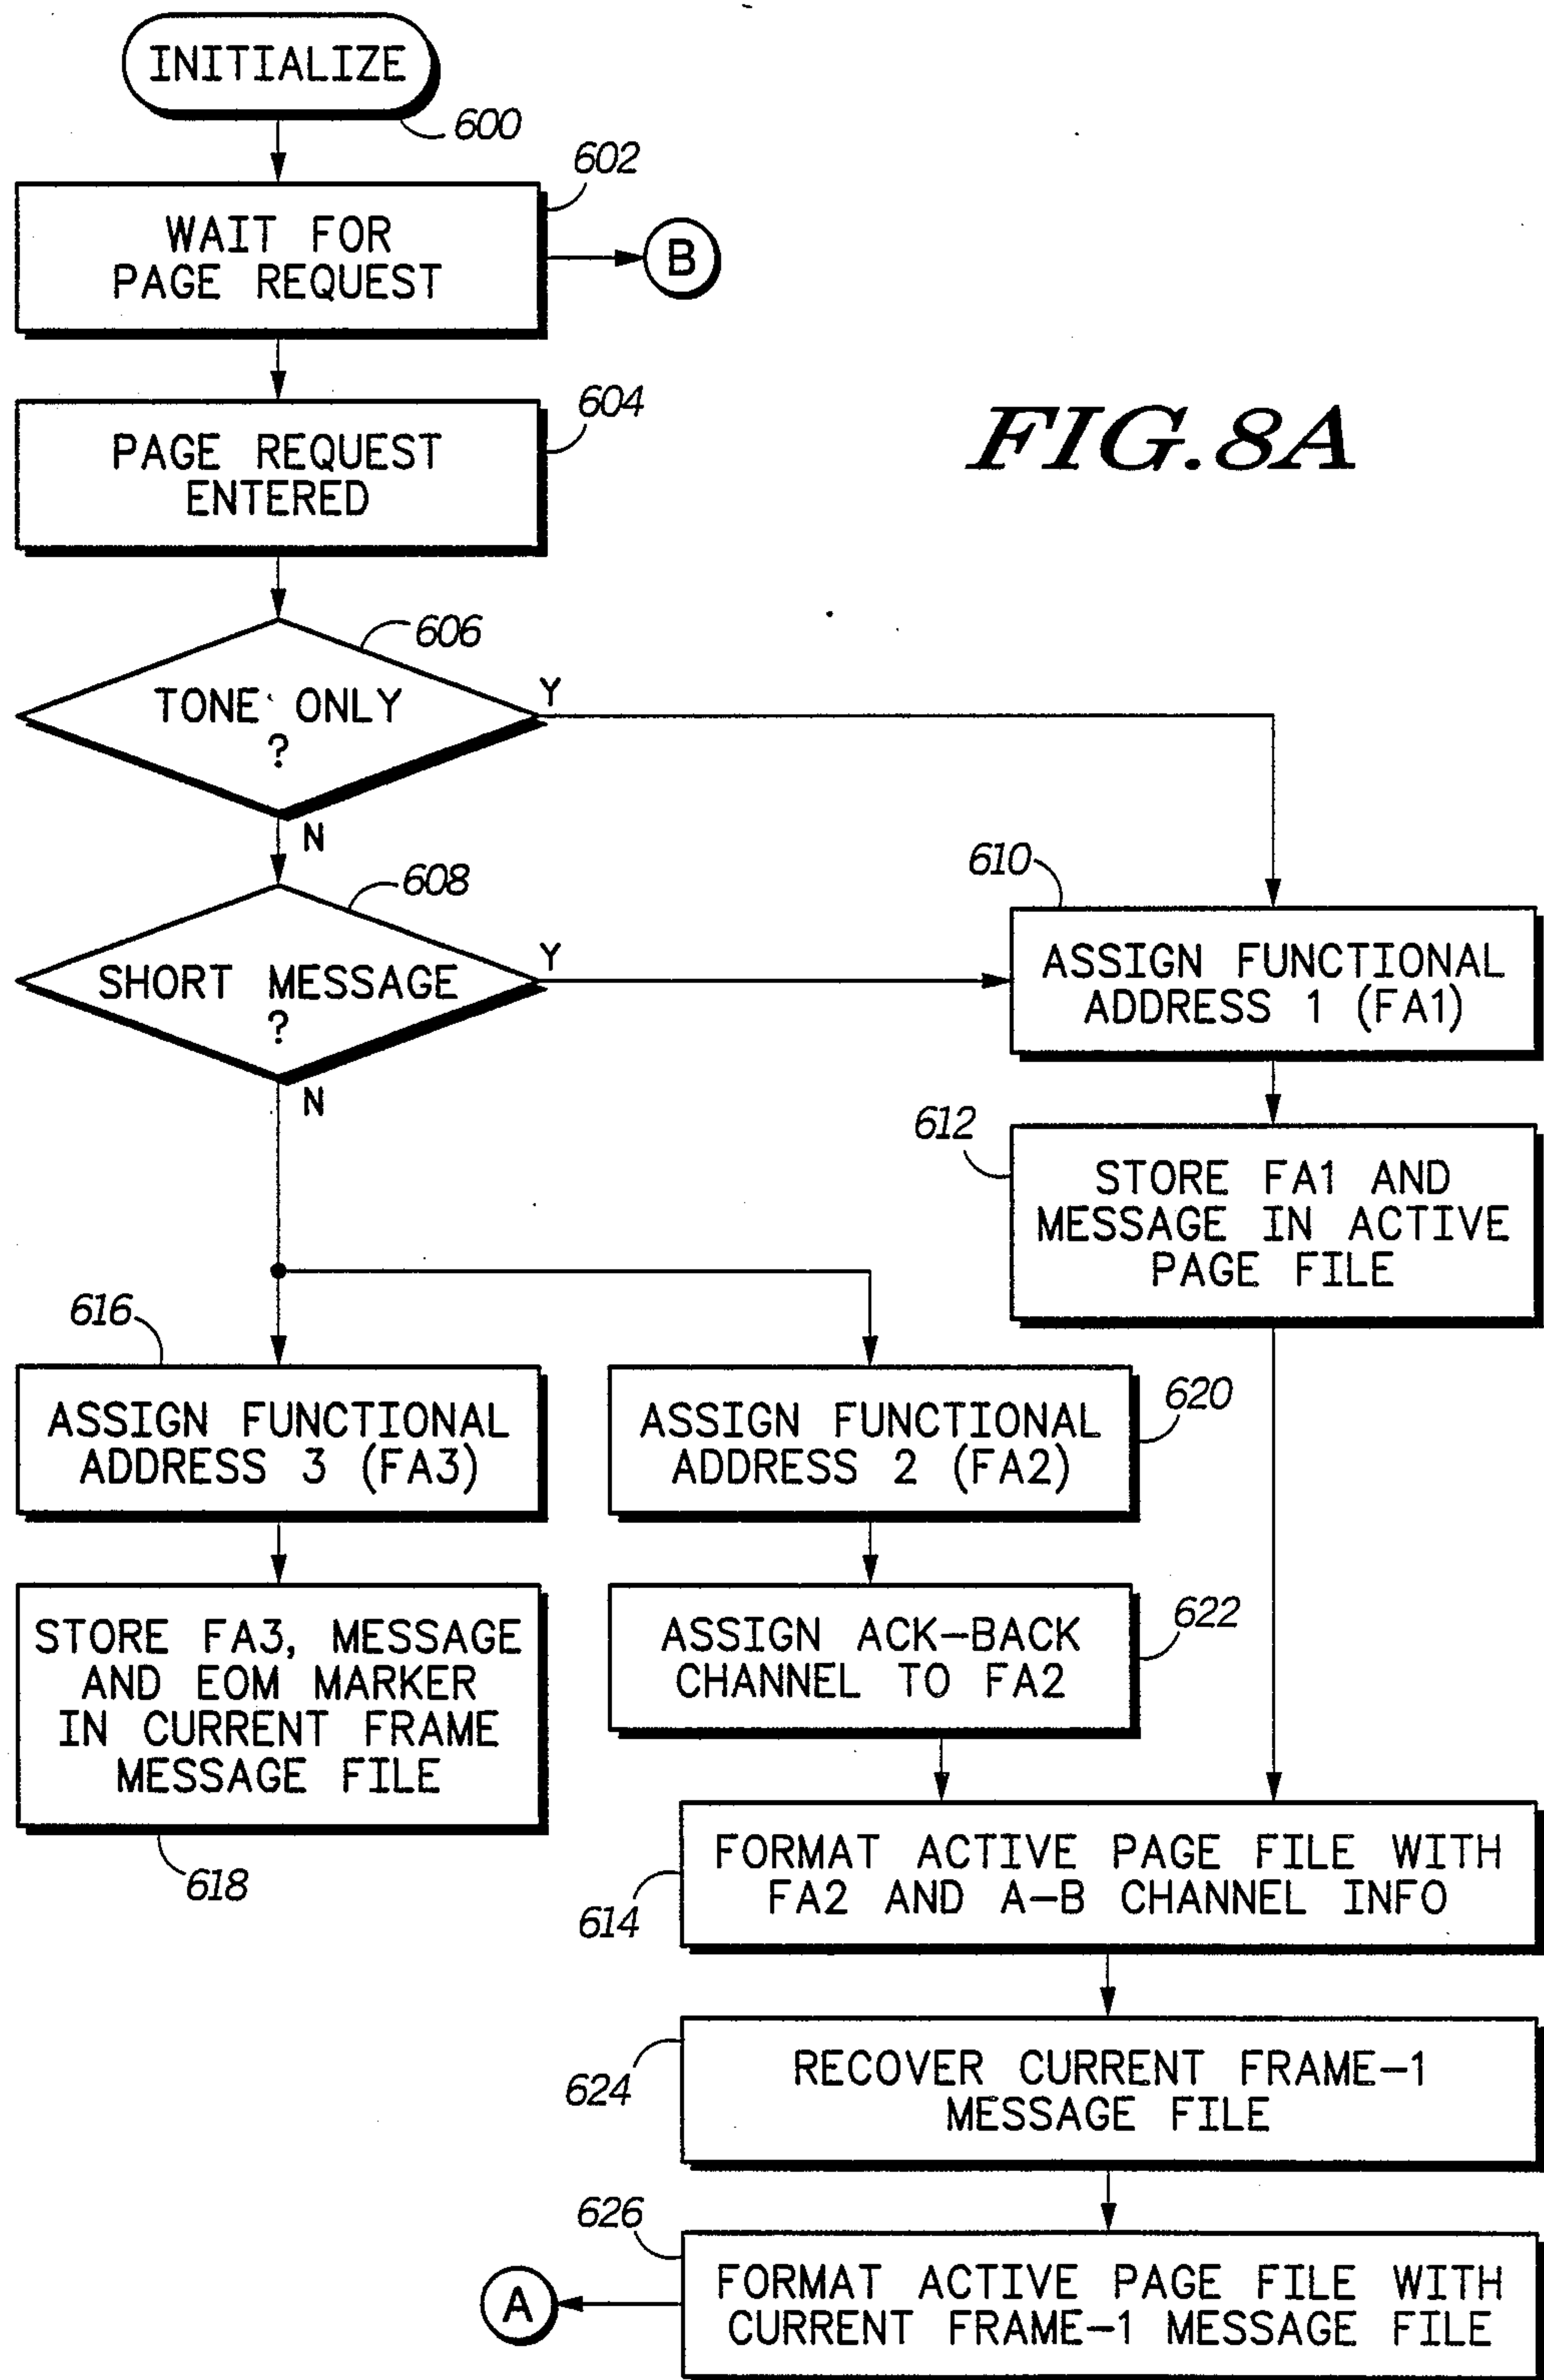 INITIALIZE
600
602
WAIT FOR
PAGE REQUEST
B
604
PAGE REQUEST
ENTERED
FIG.8A
606
TONE ONLY
?
Y
N
608
SHORT MESSAGE
?
Y
N
610
ASSIGN FUNCTIONAL
ADDRESS 1 (FA1)
612
STORE FA1 AND
MESSAGE IN ACTIVE
PAGE FILE
616
ASSIGN FUNCTIONAL
ADDRESS 3 (FA3)
620
ASSIGN FUNCTIONAL
ADDRESS 2 (FA2)
STORE FA3, MESSAGE
AND EOM MARKER
IN CURRENT FRAME
MESSAGE FILE
618
622
ASSIGN ACK-BACK
CHANNEL TO FA2
614
FORMAT ACTIVE PAGE FILE WITH
FA2 AND A-B CHANNEL INFO
624
RECOVER CURRENT FRAME-1
MESSAGE FILE
626
FORMAT ACTIVE PAGE FILE WITH
CURRENT FRAME-1 MESSAGE FILE
A